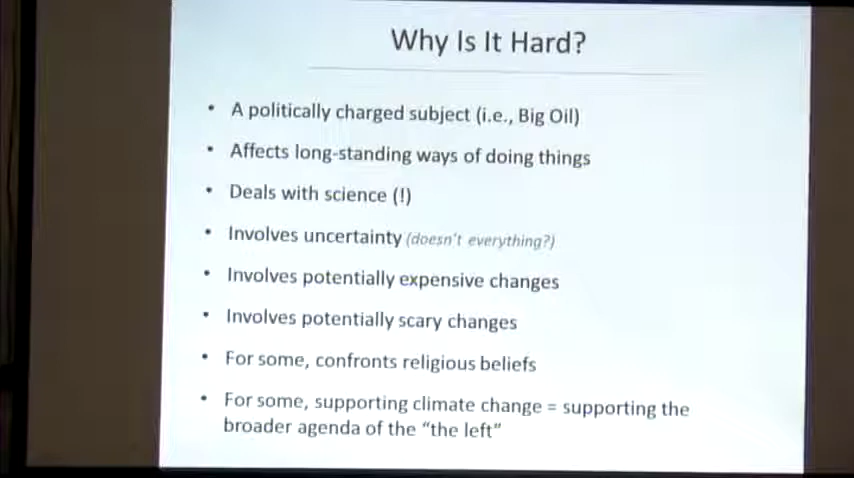 Why Is It Hard?
• A politically charged subject (i.e., Big Oil)
• Affects long-standing ways of doing things
• Deals with science (!)
• Involves uncertainty (doesn't everything?)
• Involves potentially expensive changes
• Involves potentially scary changes
• For some, confronts religious beliefs
• For some, supporting climate change = supporting the
broader agenda of the “the left”